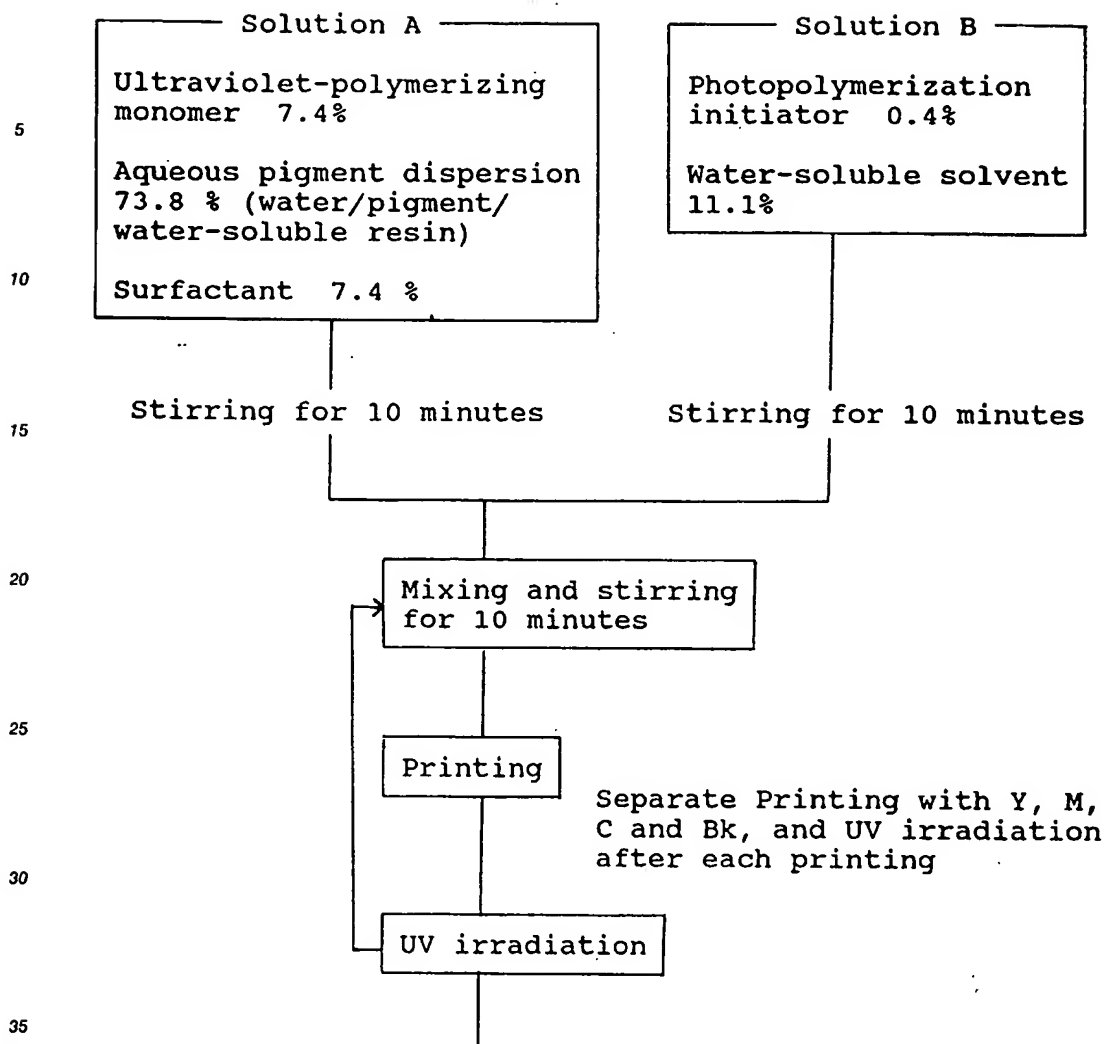 Solution A
Ultraviolet-polymerizing
monomer 7.4%
Aqueous pigment dispersion
73.8 % (water/pigment/
water-soluble resin)
Surfactant 7.4 %
Solution B
Photopolymerization
initiator 0.4%
Water-soluble solvent
11.1%
5
10
Stirring for 10 minutes
Stirring for 10 minutes
15
20
Mixing and stirring
for 10 minutes
25
Printing
Separate Printing with Y, M,
C and Bk, and UV irradiation
after each printing
30
UV irradiation
35